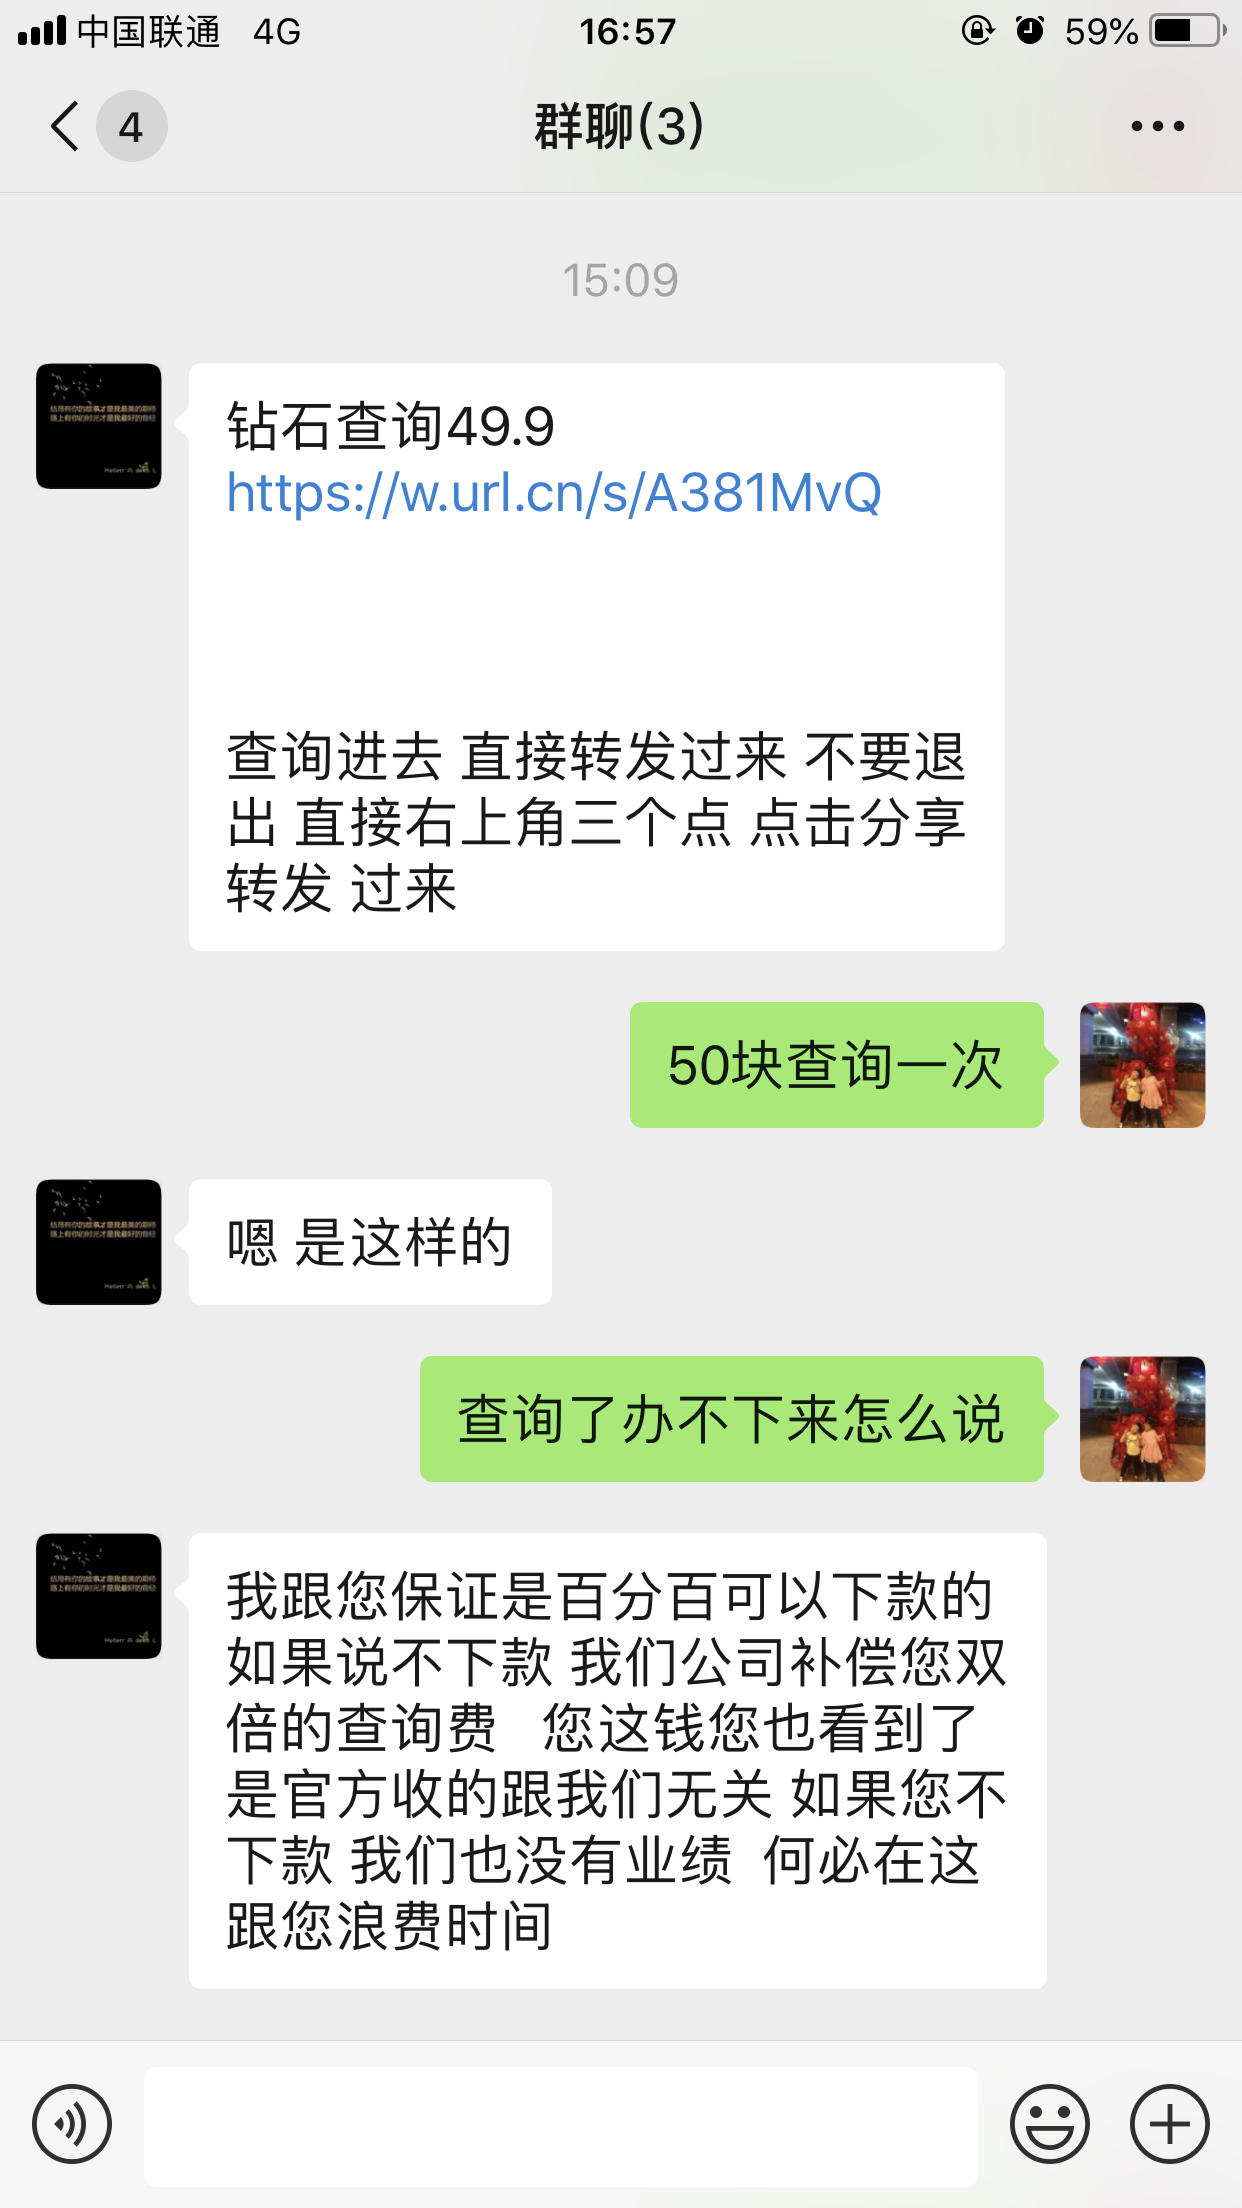 中国联通 4G 16:57 59%
4 群聊(3)
15:09
钻石查询49.9
https://w.url.cn/s/A381MvQ
查询进去 直接转发过来 不要退
出 直接右上角三个点 点击分享
转发 过来
50块查询一次
嗯 是这样的
查询了办不下来怎么说
我跟您保证是百分百可以下款的
如果说不下款 我们公司补偿您双
倍的查询费 您这钱您也看到了
是官方收的跟我们无关 如果您不
下款 我们也没有业绩 何必在这
跟您浪费时间